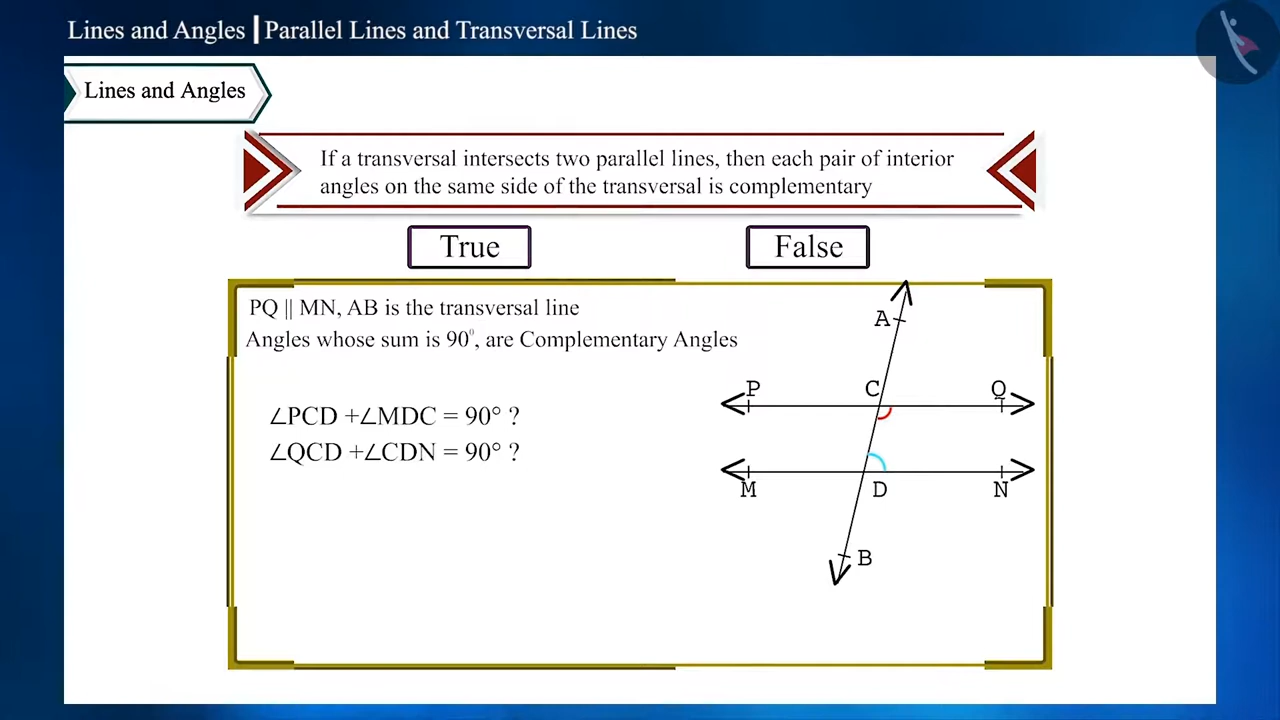 Lines and Angles | Parallel Lines and Transversal Lines
Lines and Angles
If a transversal intersects two parallel lines, then each pair of interior
angles on the same side of the transversal is complementary
True False
PQ || MN, AB is the transversal line
Angles whose sum is 90⁰, are Complementary Angles
∠PCD +∠MDC = 90° ?
∠QCD +∠CDN = 90° ?
A
P C Q
M D N
B